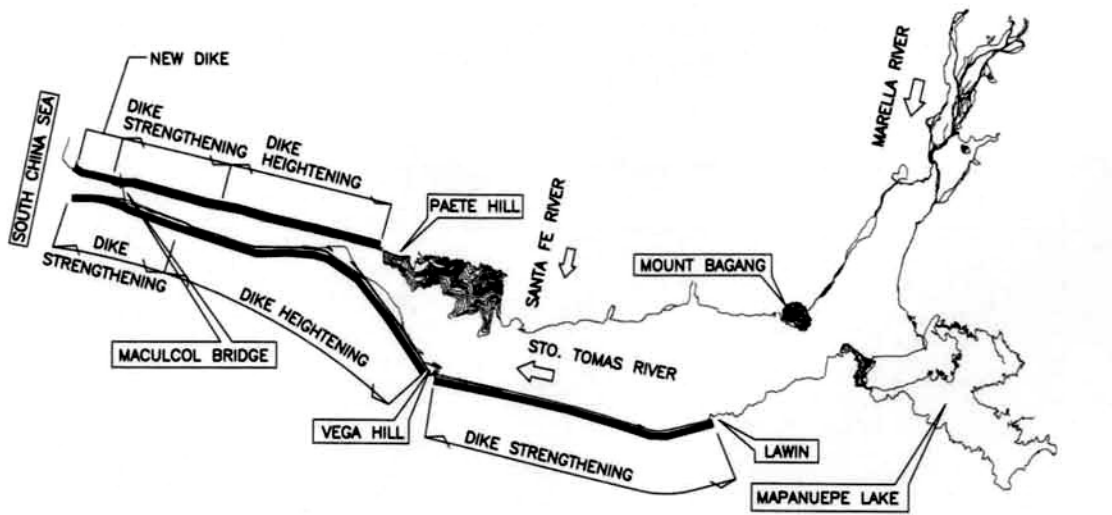 NEW DIKE
SOUTH CHINA SEA
DIKE
STRENGTHENING
DIKE
HEIGHTENING
PAETE HILL
SANTA FE RIVER
MARELLA RIVER
MOUNT BAGANG
DIKE
STRENGTHENING
DIKE HEIGHTENING
MACULCOL BRIDGE
STO. TOMAS RIVER
VEGA HILL
DIKE STRENGTHENING
LAWIN
MAPANUEPE LAKE